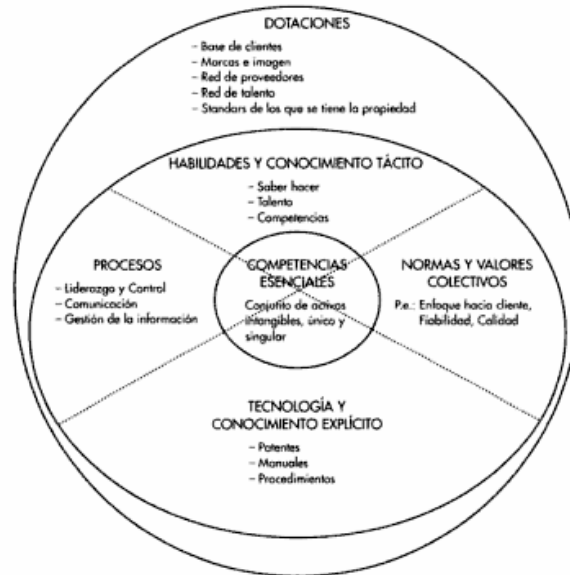 DOTACIONES
– Base de clientes
– Marcas e imagen
– Red de proveedores
– Red de talento
– Standars de los que se tiene la propiedad
HABILIDADES Y CONOCIMIENTO TÁCITO
– Saber hacer
– Talento
– Competencias
PROCESOS
– Liderazgo y Control
– Comunicación
– Gestión de la información
COMPETENCIAS
ESENCIALES
Conjutito de activos
intangibles, único y
singular
NORMAS Y VALORES
COLECTIVOS
P.e.: Enfoque hacia cliente,
Fiabilidad, Calidad
TECNOLOGÍA Y
CONOCIMIENTO EXPLÍCITO
– Patentes
– Manuales
– Procedimientos